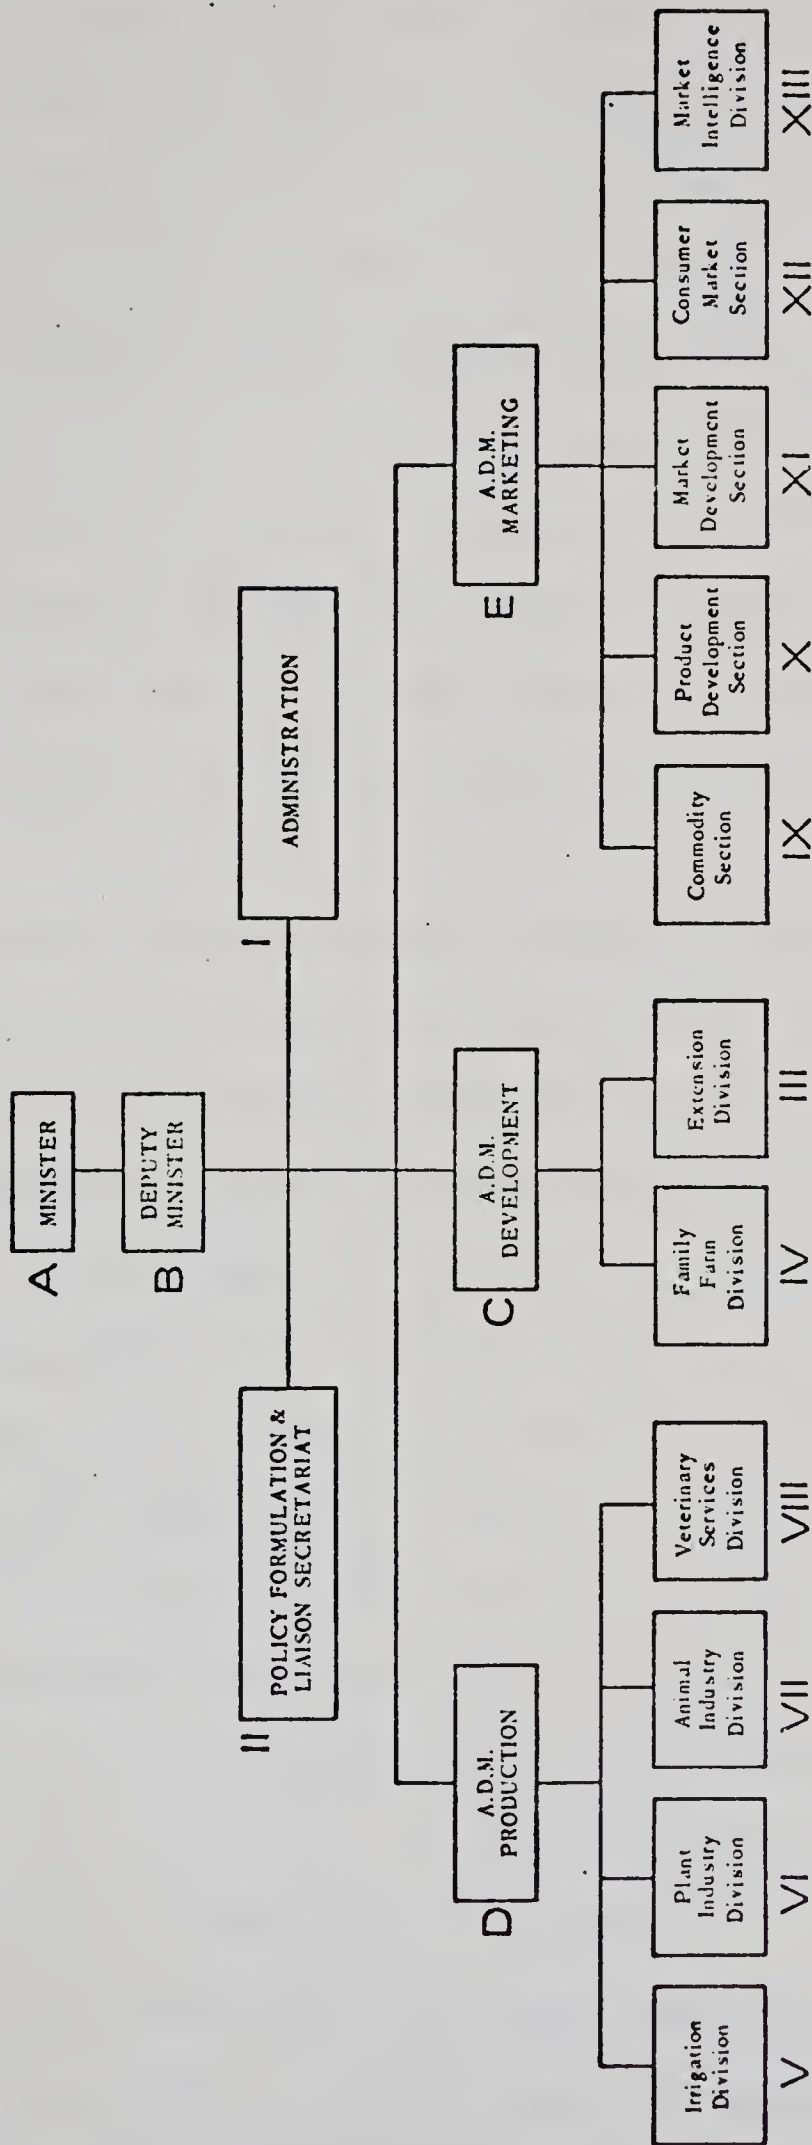 A
MINISTER
B
DEPUTY
MINISTER
II
POLICY FORMULATION &
LIAISON SECRETARIAT
I
ADMINISTRATION
D
A.D.M.
PRODUCTION
C
A.D.M.
DEVELOPMENT
E
A.D.M.
MARKETING
Irrigation
Division
V
Plant
Industry
Division
VI
Animal
Industry
Division
VII
Veterinary
Services
Division
VIII
Family
Farm
Division
IV
Extension
Division
III
Commodity
Section
IX
Product
Development
Section
X
Market
Development
Section
XI
Consumer
Market
Section
XII
Market
Intelligence
Division
XIII